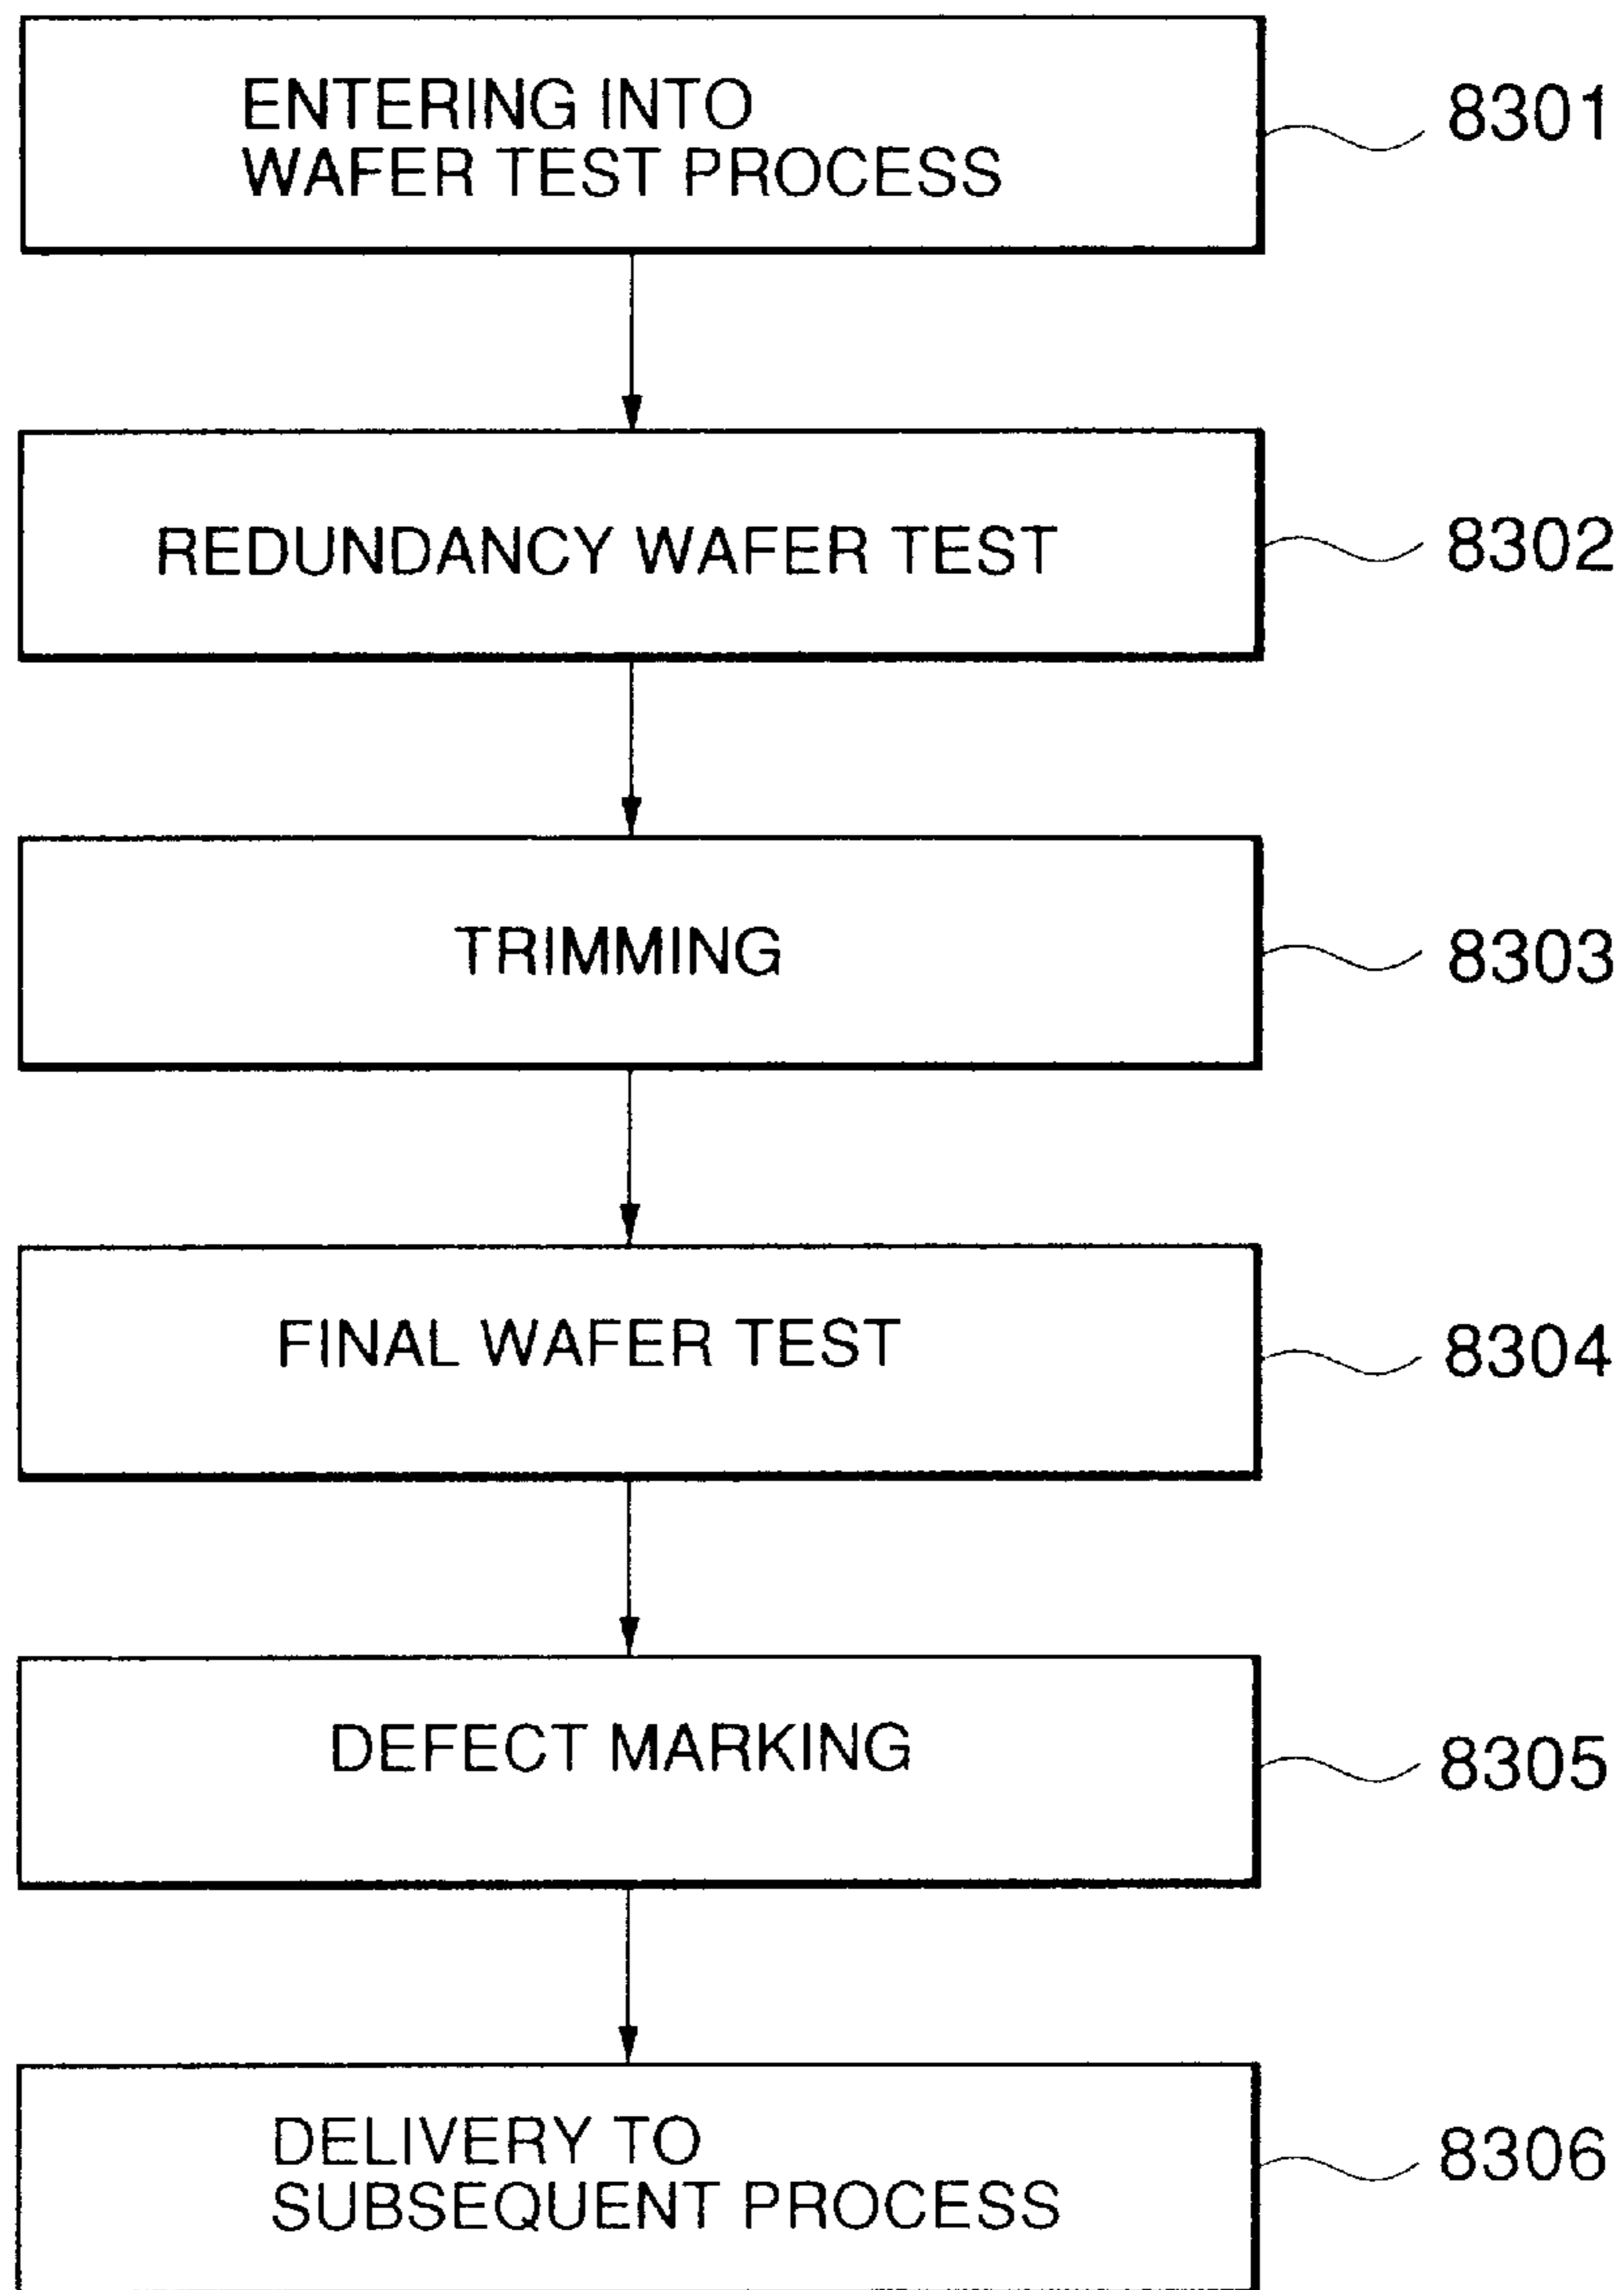 ENTERING INTO
WAFER TEST PROCESS
8301
REDUNDANCY WAFER TEST
8302
TRIMMING
8303
FINAL WAFER TEST
8304
DEFECT MARKING
8305
DELIVERY TO
SUBSEQUENT PROCESS
8306